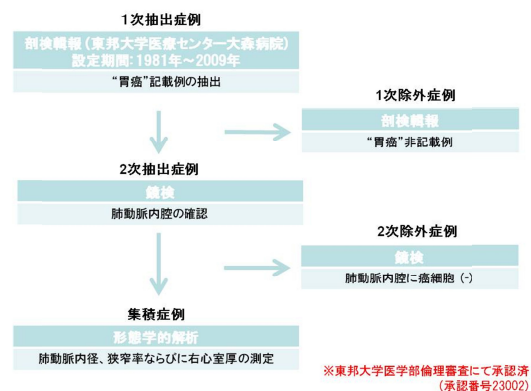 1次抽出症例
剖検輯報（東邦大学医療センター大森病院）
設定期間：1981年～2009年
“胃癌”記載例の抽出
1次除外症例
剖検輯報
“胃癌”非記載例
2次抽出症例
鏡検
肺動脈内腔の確認
2次除外症例
鏡検
肺動脈内腔に癌細胞（-）
集積症例
形態学的解析
肺動脈内径、狭窄率ならびに右心室厚の測定
※東邦大学医学部倫理審査にて承認済
（承認番号23002）